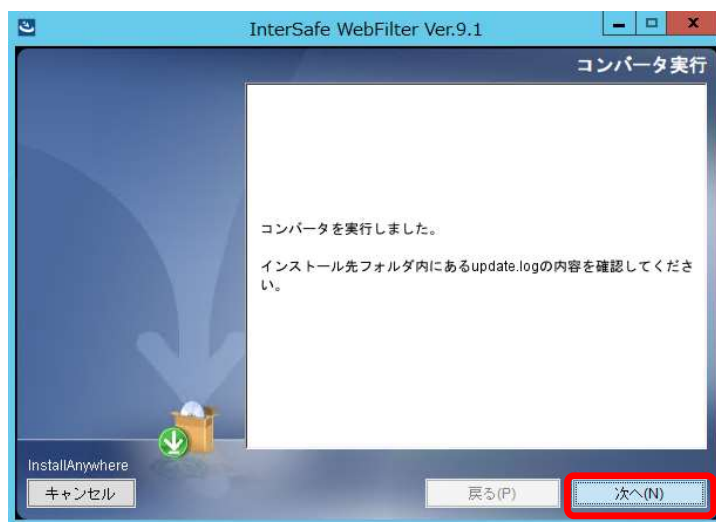 InterSafe WebFilter Ver.9.1
コンバータ実行
コンバータを実行しました。
インストール先フォルダ内にあるupdate.logの内容を確認してくださ
い。
InstallAnywhere
キャンセル
戻る(P)
次へ(N)